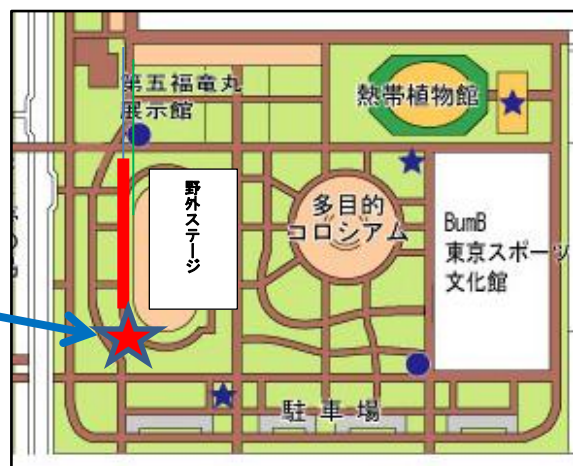 第五福竜丸
展示館
熱帯植物館
野外ステージ
多目的
コロシアム
BumB
東京スポーツ
文化館
駐車場